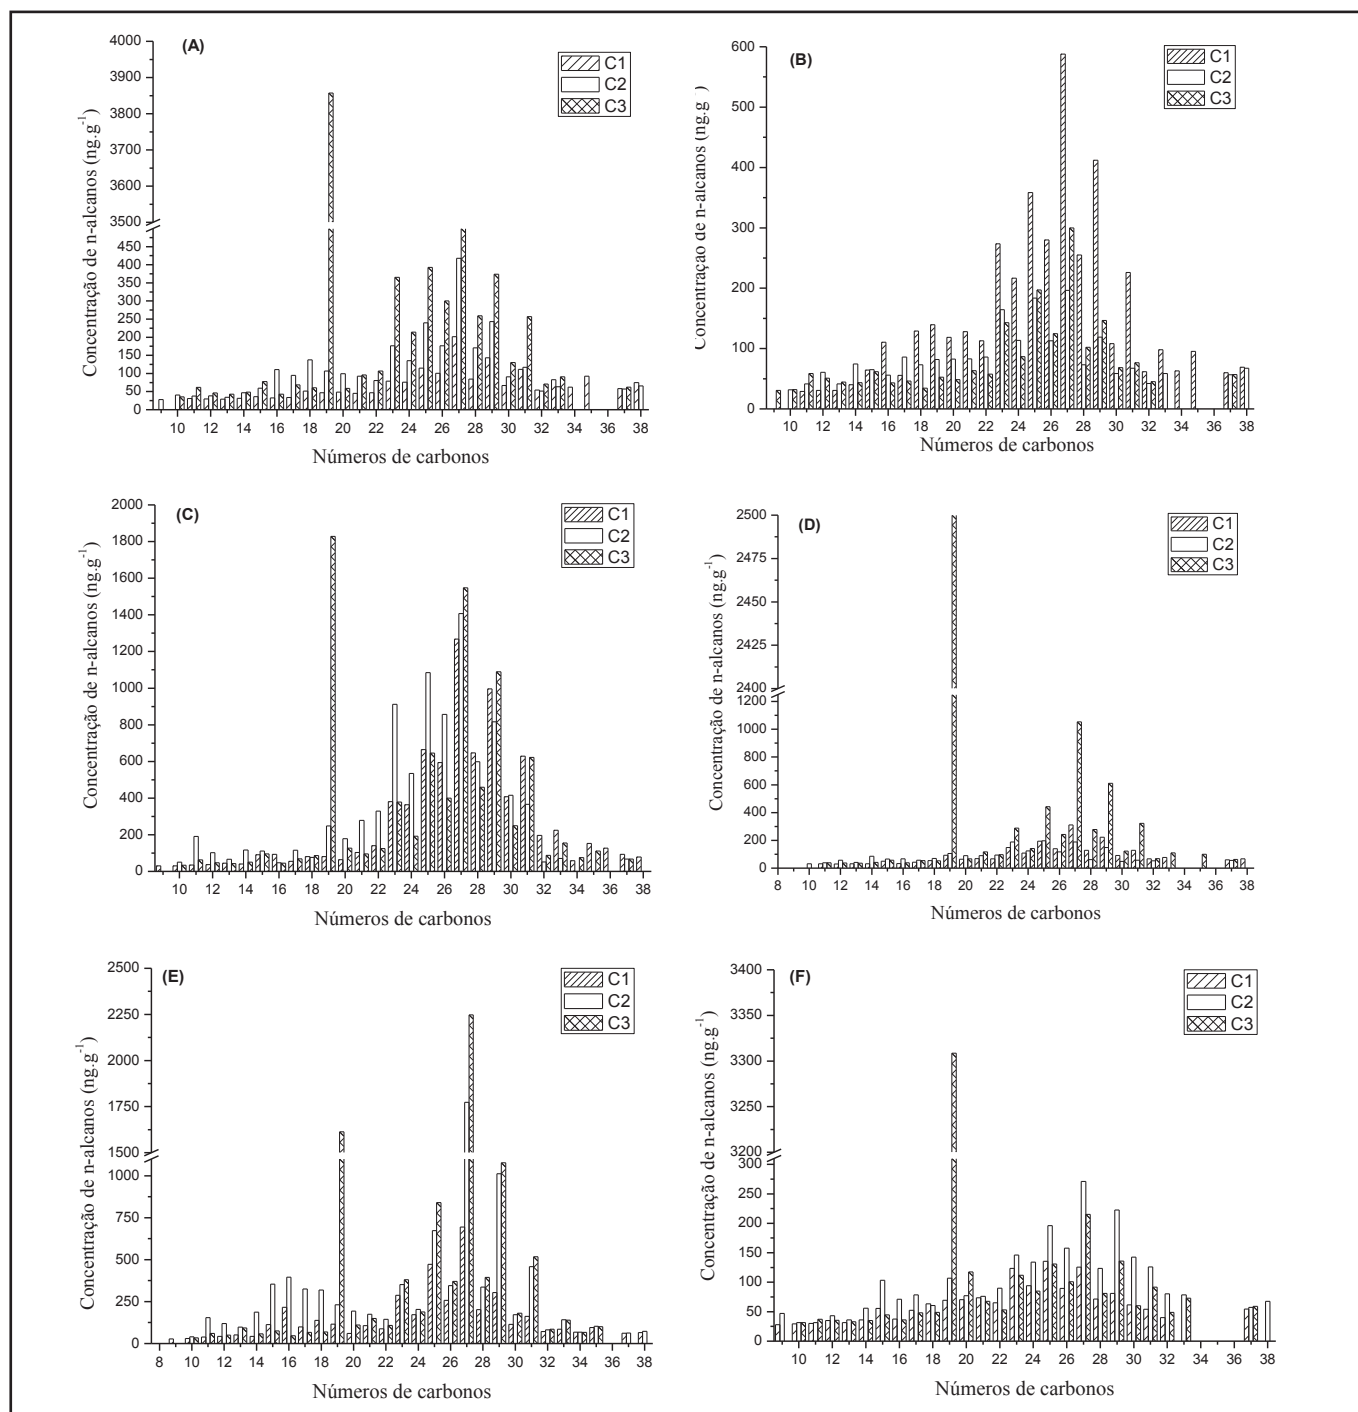 (A)
C1
C2
C3
Concentração de n-alcanos (ng.g-1)
4000
3900
3800
3700
3600
3500
450
400
350
300
250
200
150
100
50
0
10 12 14 16 18 20 22 24 26 28 30 32 34 36 38
Números de carbonos
(B)
C1
C2
C3
Concentraçao de n-alcanos (ng.g-1)
600
500
400
300
200
100
0
10 12 14 16 18 20 22 24 26 28 30 32 34 36 38
Números de carbonos
(C)
C1
C2
C3
Concentração de n-alcanos (ng.g-1)
2000
1800
1600
1400
1200
1000
800
600
400
200
0
10 12 14 16 18 20 22 24 26 28 30 32 34 36 38
Números de carbonos
(D)
C1
C2
C3
Concentração de n-alcanos (ng.g-1)
2500
2475
2450
2425
2400
1200
1000
800
600
400
200
0
8 10 12 14 16 18 20 22 24 26 28 30 32 34 36 38
Números de carbonos
(E)
C1
C2
C3
Concentração de n-alcanos (ng.g-1)
2500
2250
2000
1750
1500
1000
750
500
250
0
8 10 12 14 16 18 20 22 24 26 28 30 32 34 36 38
Números de carbonos
(F)
C1
C2
C3
Concentração de n-alcanos (ng.g-1)
3400
3350
3300
3250
3200
300
250
200
150
100
50
0
10 12 14 16 18 20 22 24 26 28 30 32 34 36 38
Números de carbonos